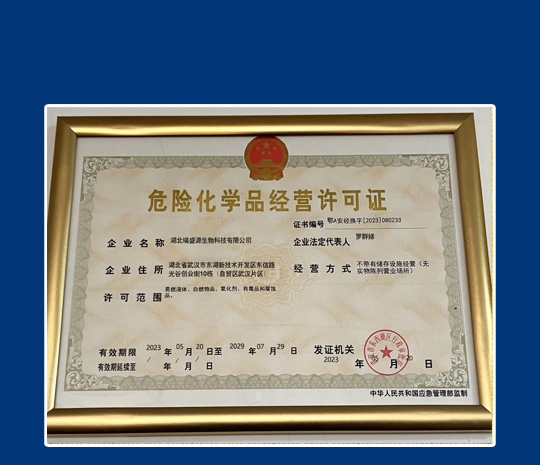 危险化学品经营许可证
证书编号 鄂A安经换字[2023]080233
企业名称 湖北瑞盛源生物科技有限公司
企业法定代表人 罗群妹
企业住所 湖北省武汉市东湖新技术开发区东信路
光谷创业街10栋（自贸区武汉片区）
经营方式 不带有储存设施经营（无
实物陈列营业场所）
许可范围 易燃液体、自燃物品、氧化剂、有毒品和腐蚀
品。
有效期限 2023 年 05 月 20 日至 2029 年 07 月 29 日
有效期延续至 / 年 / 月 / 日
发证机关
2023 年 月 20 日
中华人民共和国应急管理部监制